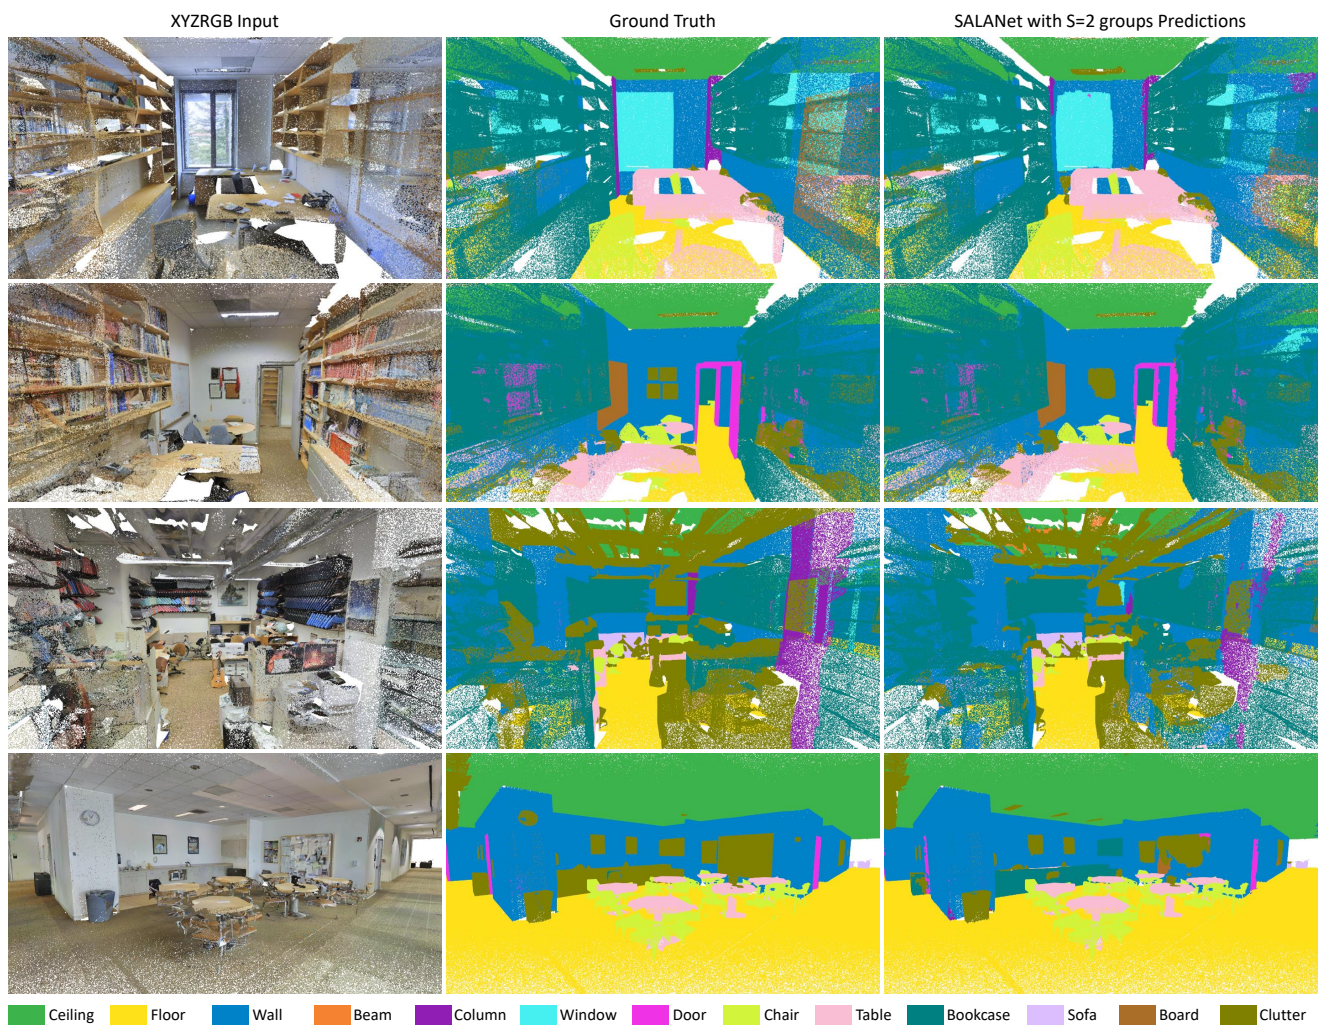 XYZRGB Input Ground Truth SALANet with S=2 groups Predictions
Ceiling Floor Wall Beam Column Window Door Chair Table Bookcase Sofa Board Clutter